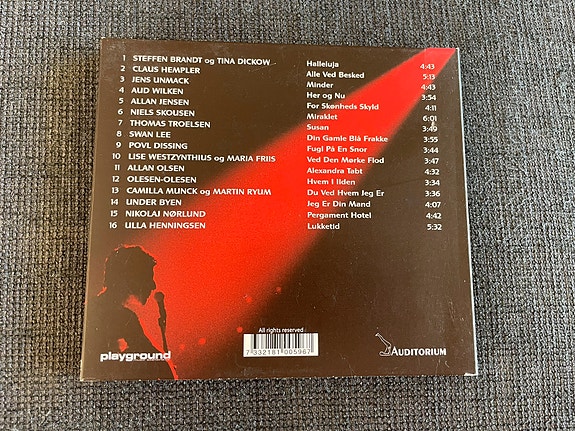 1 STEFFEN BRANDT og TINA DICKOW Halleluja 4:43
2 CLAUS HEMPLER Alle Ved Besked 5:13
3 JENS UNMACK Minder 4:43
4 AUD WILKEN Her og Nu 3:54
5 ALLAN JENSEN For Skønheds Skyld 4:11
6 NIELS SKOUSEN Miraklet 6:01
7 THOMAS TROELSEN Susan 3:49
8 SWAN LEE Din Gamle Blå Frakke 3:55
9 POVL DISSING Fugl På En Snor 3:44
10 LISE WESTZYNTHIUS og MARIA FRIIS Ved Den Mørke Flod 3:47
11 ALLAN OLSEN Alexandra Tabt 4:32
12 OLESEN-OLESEN Hvem I Ilden 3:34
13 CAMILLA MUNCK og MARTIN RYUM Du Ved Hvem Jeg Er 3:36
14 UNDER BYEN Jeg Er Din Mand 4:07
15 NIKOLAJ NØRLUND Pergament Hotel 4:42
16 ULLA HENNINGSEN Lukketid 5:32
All rights reserved
7 332181 005967
playground
AUDITORIUM